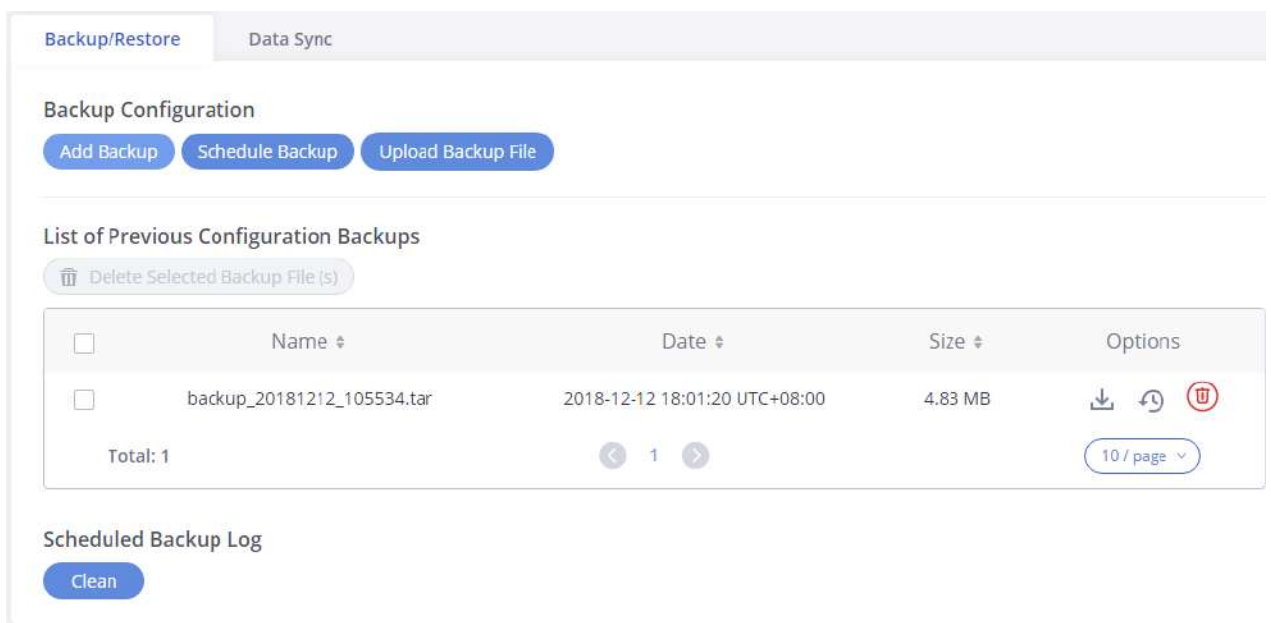 Backup/Restore Data Sync
Backup Configuration
Add Backup Schedule Backup Upload Backup File
List of Previous Configuration Backups
Delete Selected Backup File(s)
Name Date Size Options
backup_20181212_105534.tar 2018-12-12 18:01:20 UTC+08:00 4.83 MB
Total: 1 1 10 / page
Scheduled Backup Log
Clean